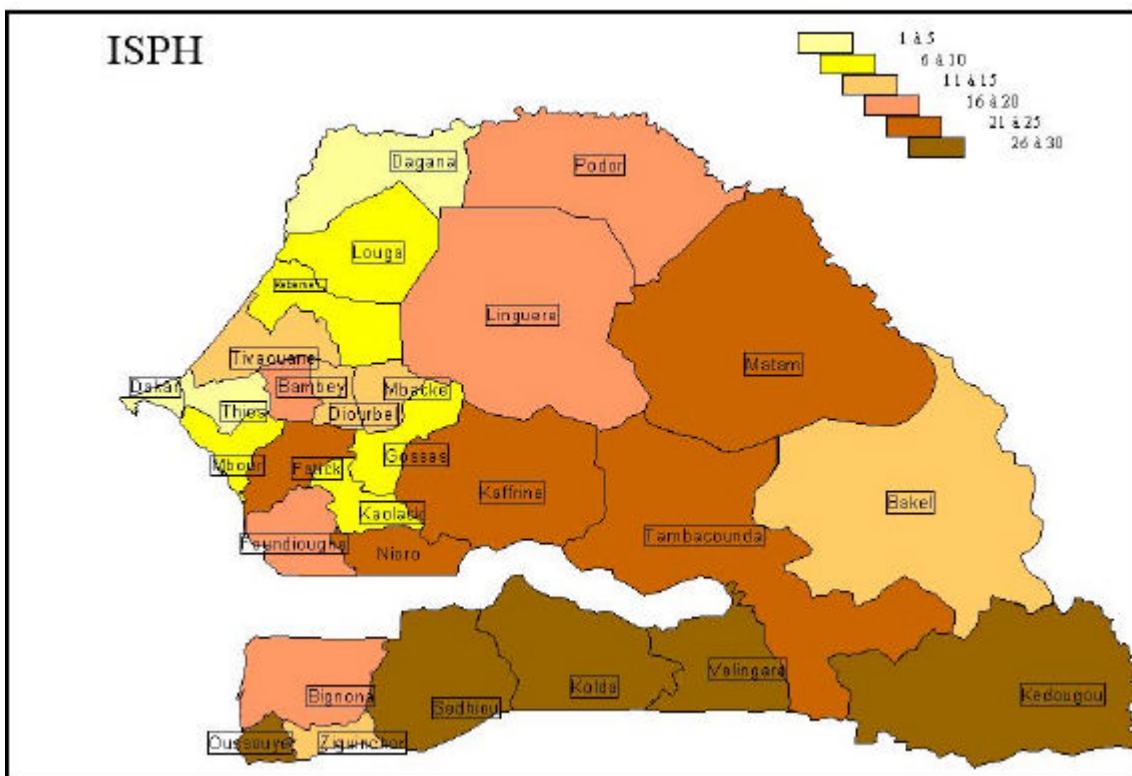 ISPH
1 à 5
6 à 10
11 à 15
16 à 20
21 à 25
26 à 30
Dagana
Podor
Louga
Linguere
Matam
Tivaouane
Dakar
Bambey
Mbacke
Thies
Diourbel
Mbour
Fatick
Gossas
Kaffrine
Bakel
Kaolack
Tambacounda
Foundiougne
Nioro
Bignona
Sedhiou
Kolda
Velingara
Kedougou
Oussouye
Ziguinchor